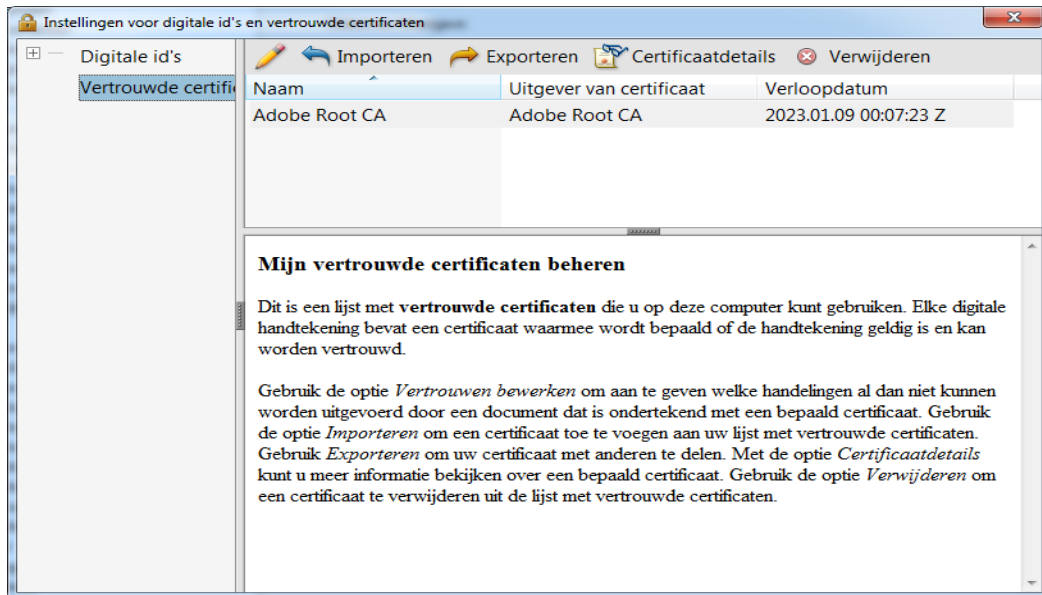 Instellingen voor digitale id's en vertrouwde certificaten
Digitale id's
Vertrouwde certifi
Importeren Exporteren Certificaatdetails Verwijderen
Naam Uitgever van certificaat Verloopdatum
Adobe Root CA Adobe Root CA 2023.01.09 00:07:23 Z
Mijn vertrouwde certificaten beheren
Dit is een lijst met vertrouwde certificaten die u op deze computer kunt gebruiken. Elke digitale
handtekening bevat een certificaat waarmee wordt bepaald of de handtekening geldig is en kan
worden vertrouwd.
Gebruik de optie Vertrouwen bewerken om aan te geven welke handelingen al dan niet kunnen
worden uitgevoerd door een document dat is ondertekend met een bepaald certificaat. Gebruik
de optie Importeren om een certificaat toe te voegen aan uw lijst met vertrouwde certificaten.
Gebruik Exporteren om uw certificaat met anderen te delen. Met de optie Certificaatdetails
kunt u meer informatie bekijken over een bepaald certificaat. Gebruik de optie Verwijderen om
een certificaat te verwijderen uit de lijst met vertrouwde certificaten.